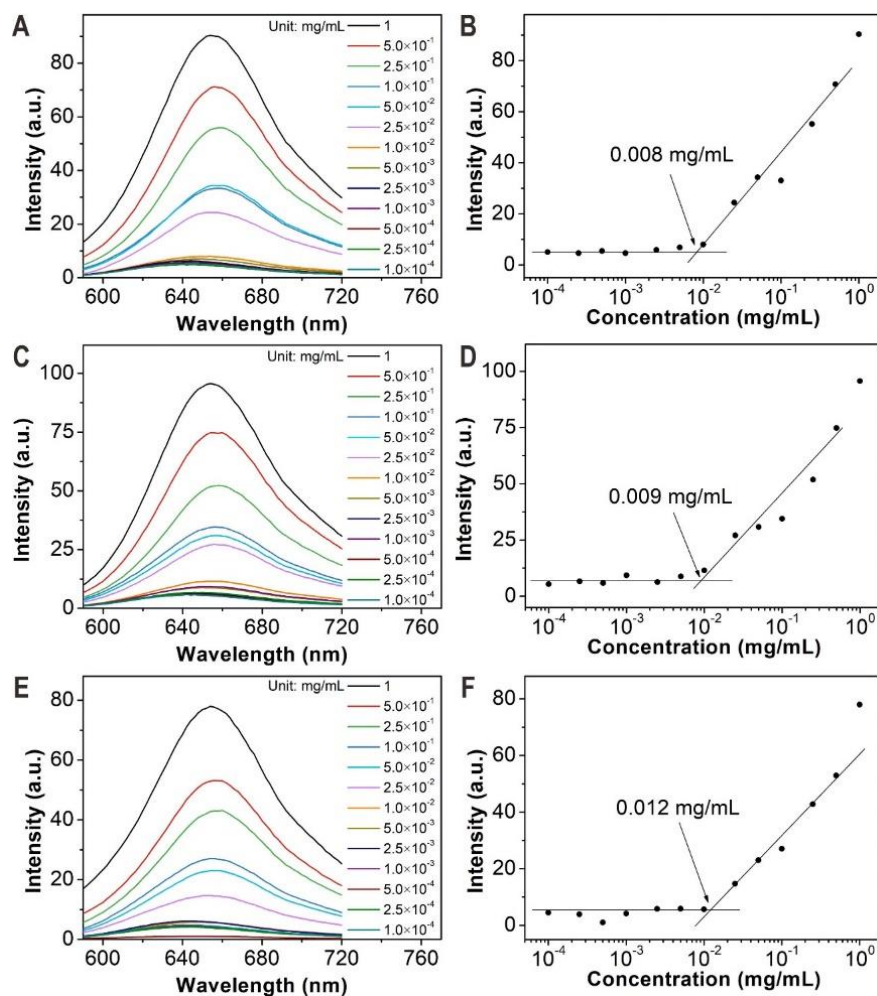 A
Unit: mg/mL
1
5.0×10⁻¹
2.5×10⁻¹
1.0×10⁻¹
5.0×10⁻²
2.5×10⁻²
1.0×10⁻²
5.0×10⁻³
2.5×10⁻³
1.0×10⁻³
5.0×10⁻⁴
2.5×10⁻⁴
1.0×10⁻⁴
Intensity (a.u.)
80
60
40
20
0
600 640 680 720 760
Wavelength (nm)
B
0.008 mg/mL
Intensity (a.u.)
90
60
30
0
10⁻⁴ 10⁻³ 10⁻² 10⁻¹ 10⁰
Concentration (mg/mL)
C
Unit: mg/mL
1
5.0×10⁻¹
2.5×10⁻¹
1.0×10⁻¹
5.0×10⁻²
2.5×10⁻²
1.0×10⁻²
5.0×10⁻³
2.5×10⁻³
1.0×10⁻³
5.0×10⁻⁴
2.5×10⁻⁴
1.0×10⁻⁴
Intensity (a.u.)
100
75
50
25
0
600 640 680 720 760
Wavelength (nm)
D
0.009 mg/mL
Intensity (a.u.)
100
75
50
25
0
10⁻⁴ 10⁻³ 10⁻² 10⁻¹ 10⁰
Concentration (mg/mL)
E
Unit: mg/mL
1
5.0×10⁻¹
2.5×10⁻¹
1.0×10⁻¹
5.0×10⁻²
2.5×10⁻²
1.0×10⁻²
5.0×10⁻³
2.5×10⁻³
1.0×10⁻³
5.0×10⁻⁴
2.5×10⁻⁴
1.0×10⁻⁴
Intensity (a.u.)
80
60
40
20
0
600 640 680 720 760
Wavelength (nm)
F
0.012 mg/mL
Intensity (a.u.)
80
60
40
20
0
10⁻⁴ 10⁻³ 10⁻² 10⁻¹ 10⁰
Concentration (mg/mL)